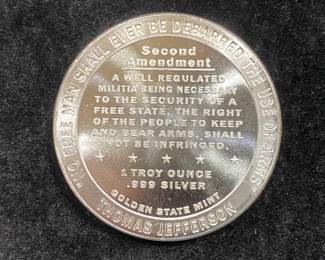 "NO FREE MAN SHALL EVER BE DEBARRED THE USE OF ARMS"
Second
Amendment
A WELL REGULATED
MILITIA BEING NECESSARY
TO THE SECURITY OF A
FREE STATE, THE RIGHT
OF THE PEOPLE TO KEEP
AND BEAR ARMS, SHALL
NOT BE INFRINGED.
1 TROY OUNCE
.999 SILVER
GOLDEN STATE MINT
THOMAS JEFFERSON